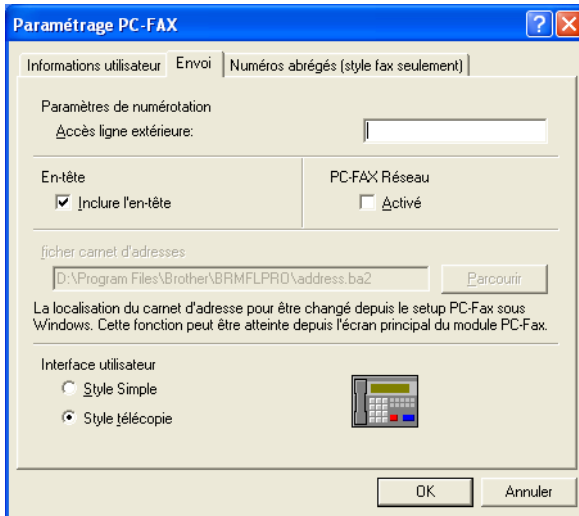 Paramétrage PC-FAX
Informations utilisateur Envoi Numéros abrégés (style fax seulement)
Paramètres de numérotation
Accès ligne extérieure:
En-tête PC-FAX Réseau
Inclure l'en-tête Activé
ficher carnet d'adresses
D:\Program Files\Brother\BRMFLPRO\address.ba2 Parcourir
La localisation du carnet d'adresse pour être changé depuis le setup PC-Fax sous
Windows. Cette fonction peut être atteinte depuis l'écran principal du module PC-Fax.
Interface utilisateur
Style Simple
Style télécopie
OK Annuler